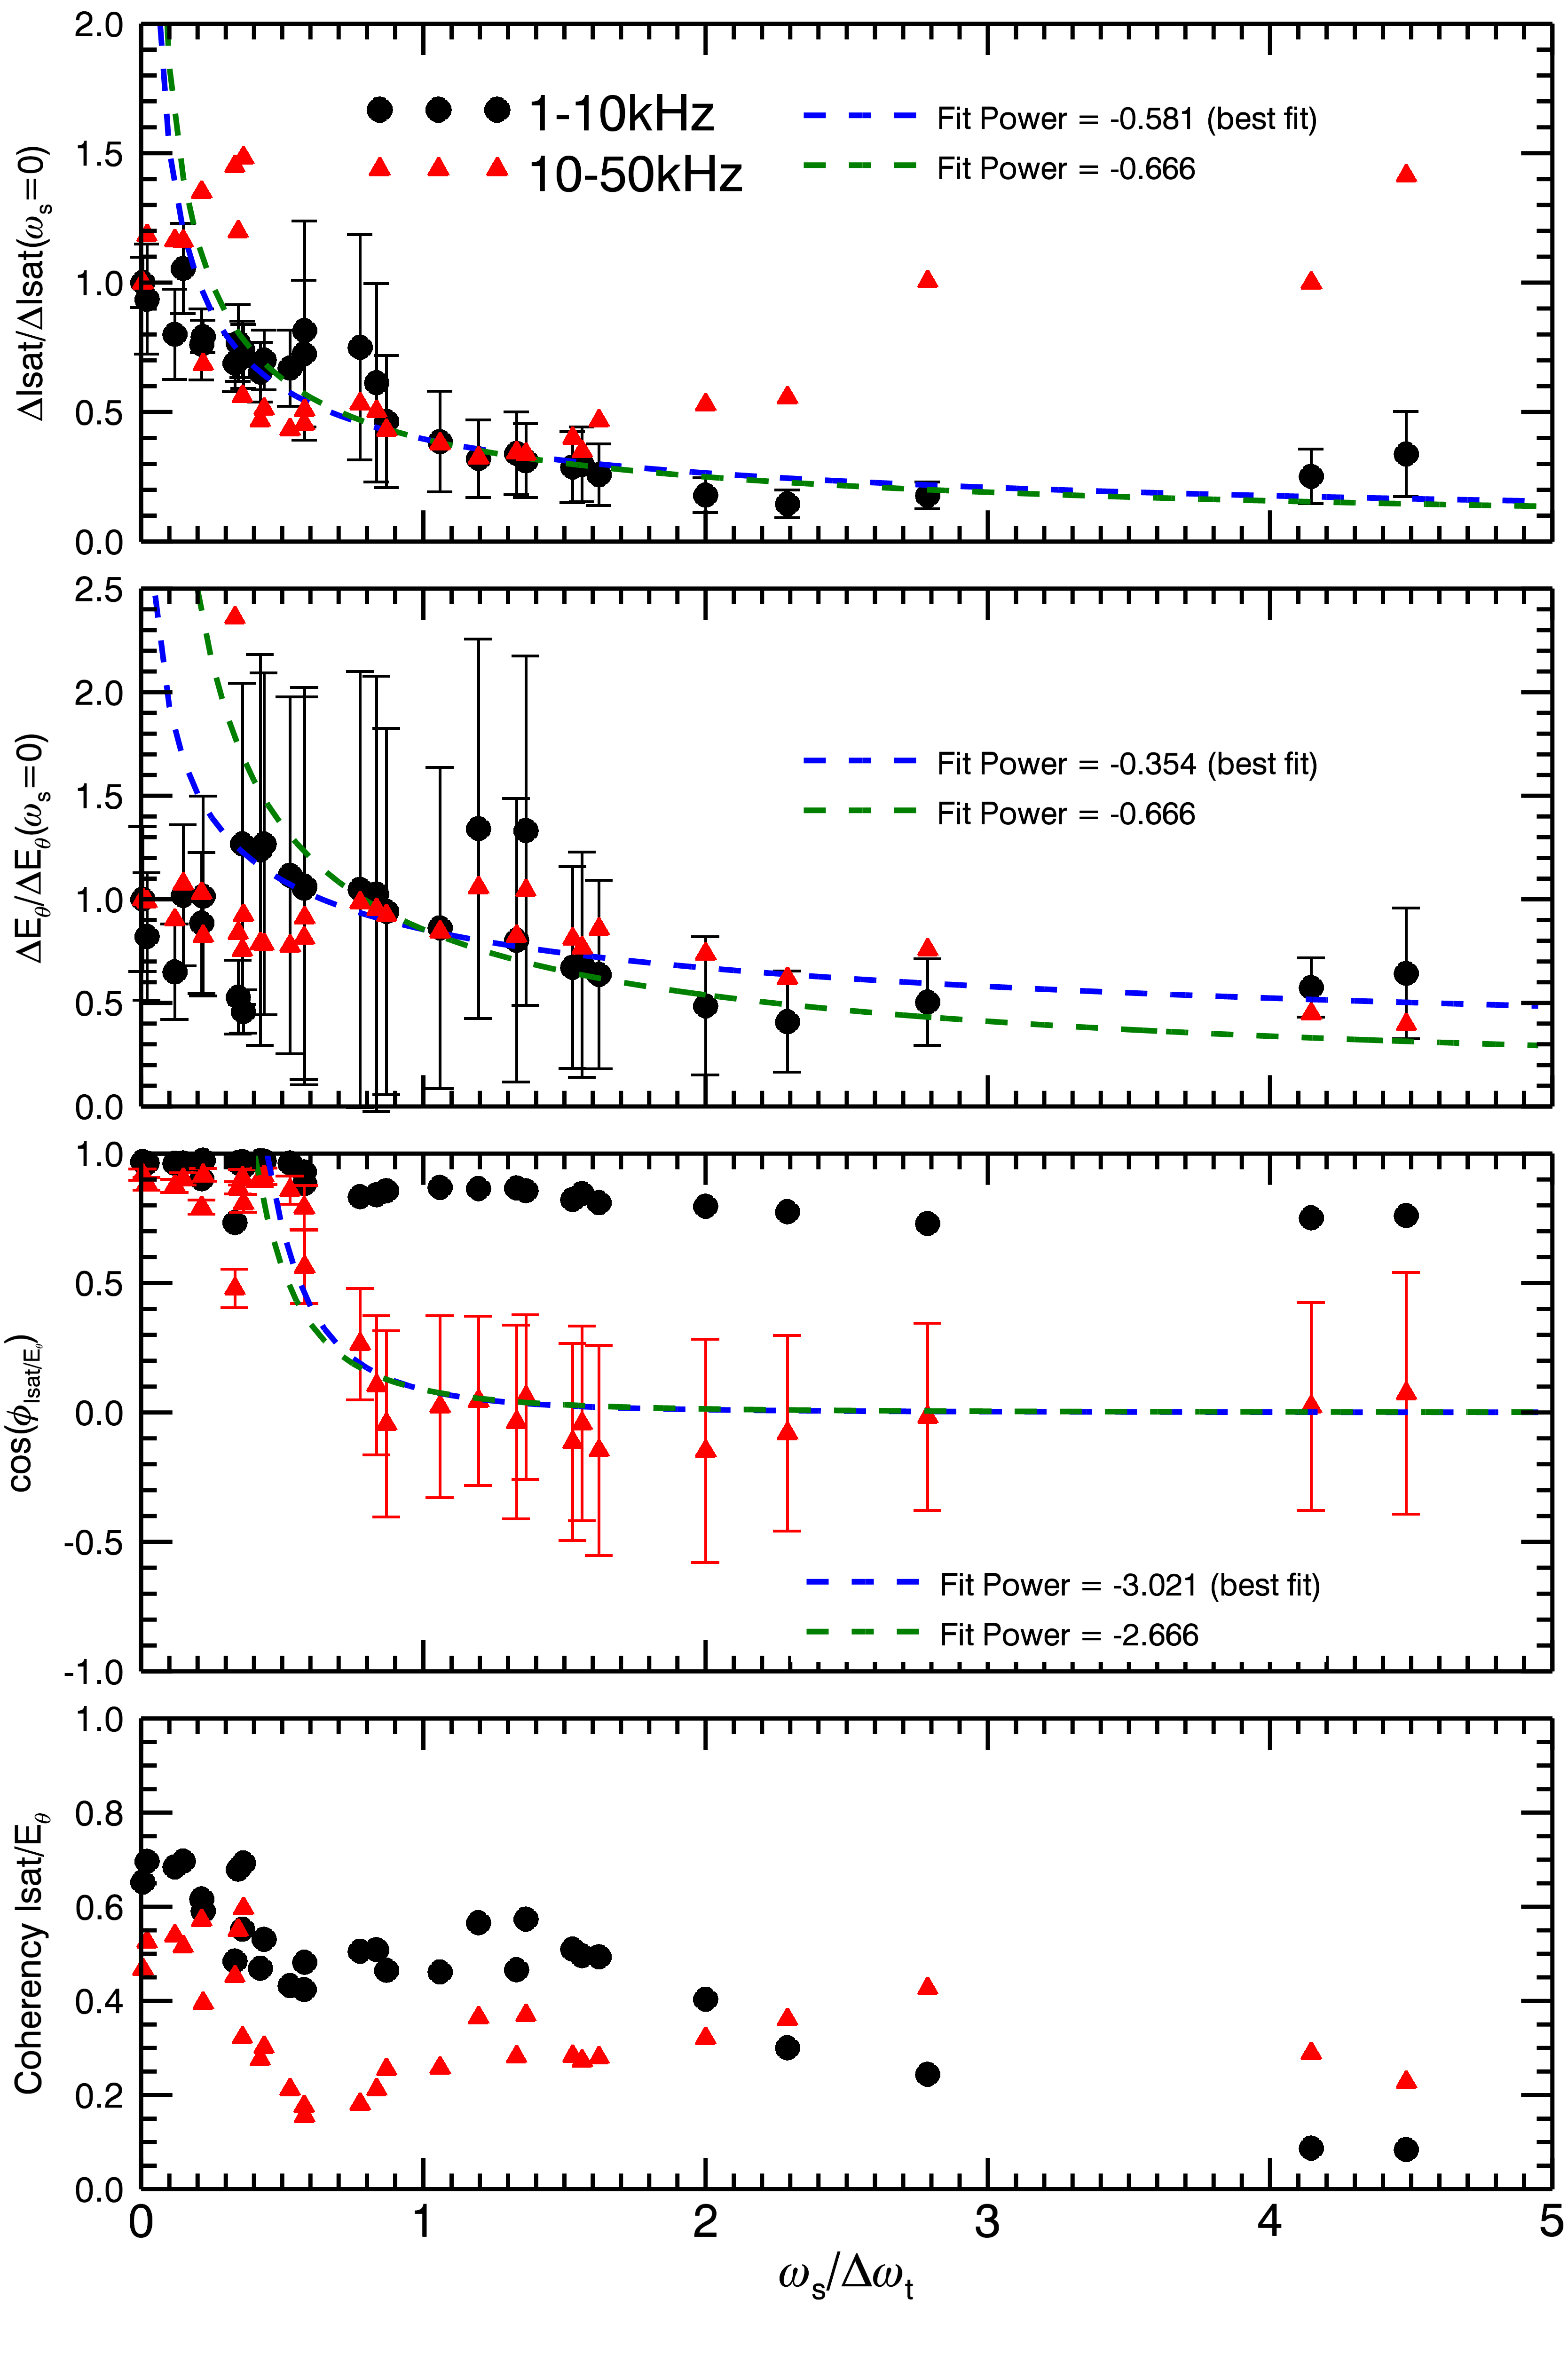 2.0
1.5
1.0
0.5
0.0
ΔIsat/ΔIsat(ωs=0)
1-10kHz
10-50kHz
Fit Power = -0.581 (best fit)
Fit Power = -0.666
2.5
2.0
1.5
1.0
0.5
0.0
ΔEθ/ΔEθ(ωs=0)
Fit Power = -0.354 (best fit)
Fit Power = -0.666
1.0
0.5
0.0
-0.5
-1.0
cos(ϕIsat/Eθ)
Fit Power = -3.021 (best fit)
Fit Power = -2.666
1.0
0.8
0.6
0.4
0.2
0.0
Coherency Isat/Eθ
0 1 2 3 4 5
ωs/Δωt